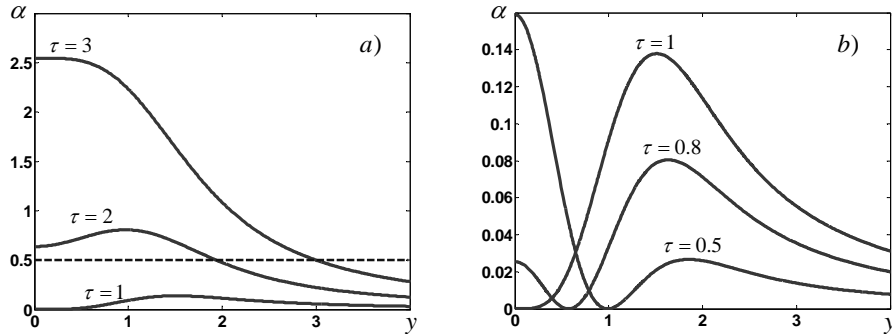 α
τ = 3
a)
2.5
2
1.5
τ = 2
1
0.5
τ = 1
0
0
1
2
3
y
α
b)
0.14
τ = 1
0.12
0.1
τ = 0.8
0.08
0.06
τ = 0.5
0.04
0.02
0
0
1
2
3
y